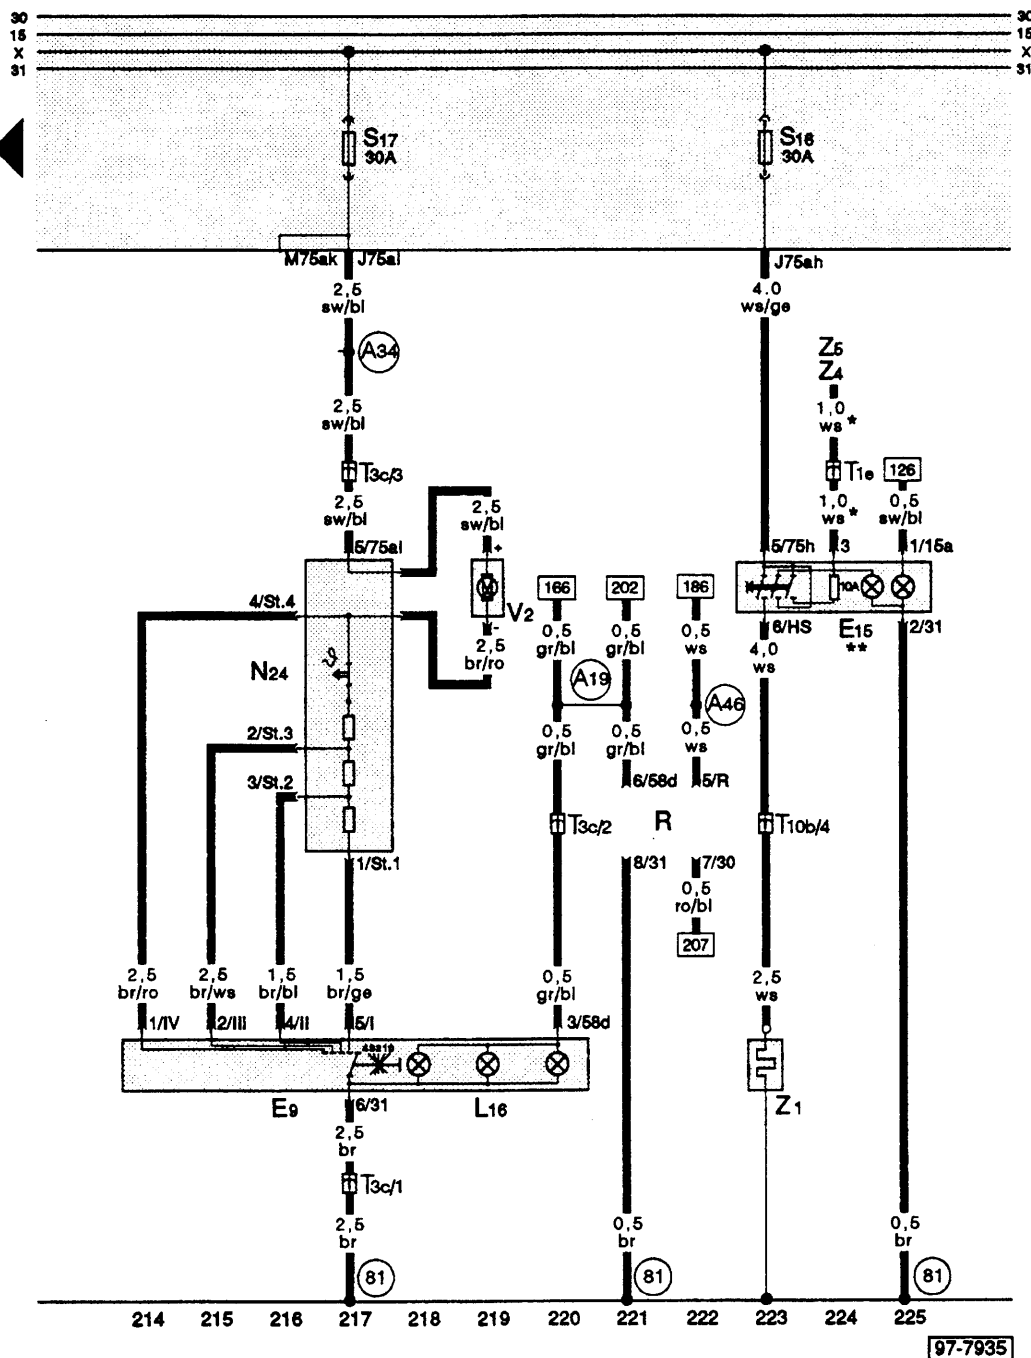 30 30
15 15
X X
31 31
S17
30A
S16
30A
M75ak J75al
J75ah
2,5
sw/bl
4.0
ws/ge
A34
Z5
Z4
2,5
sw/bl
1,0
ws *
T3c/3
T1e
126
2,5
sw/bl
2,5
sw/bl
1,0
ws *
0,5
sw/bl
5/75al
+
5/75h
3
1/15a
M
V2
166
202
186
10A
4/St.4
-
6/HS
E15
**
2/31
2,5
br/ro
0,5
gr/bl
0,5
gr/bl
0,5
ws
4,0
ws
N24
A19
A46
2/St.3
0,5
gr/bl
0,5
gr/bl
0,5
ws
3/St.2
6/58d
5/R
T3c/2
R
T10b/4
1/St.1
8/31
7/30
0,5
ro/bl
207
2,5
br/ro
2,5
br/ws
1,5
br/bl
1,5
br/ge
0,5
gr/bl
2,5
ws
1/IV
2/III
4/II
5/I
3/58d
E9
6/31
L16
Z1
2,5
br
T3c/1
2,5
br
0,5
br
0,5
br
81
81
81
214 215 216 217 218 219 220 221 222 223 224 225
97-7935